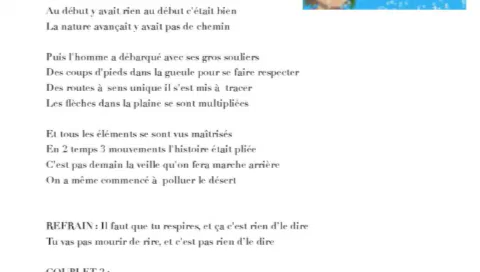 Au début y avait rien au début c'était bien
La nature avançait y avait pas de chemin
Puis l'homme a débarqué avec ses gros souliers
Des coups d'pieds dans la gueule pour se faire respecter
Des routes à sens unique il s'est mis à tracer
Les flèches dans la plaine se sont multipliées
Et tous les éléments se sont vus maîtrisés
En 2 temps 3 mouvements l'histoire était pliée
C'est pas demain la veille qu'on fera marche arrière
On a même commencé à polluer le désert
REFRAIN : Il faut que tu respires, et ça c'est rien d'le dire
Tu vas pas mourir de rire, et c'est pas rien d'le dire
COUPLET 2 :